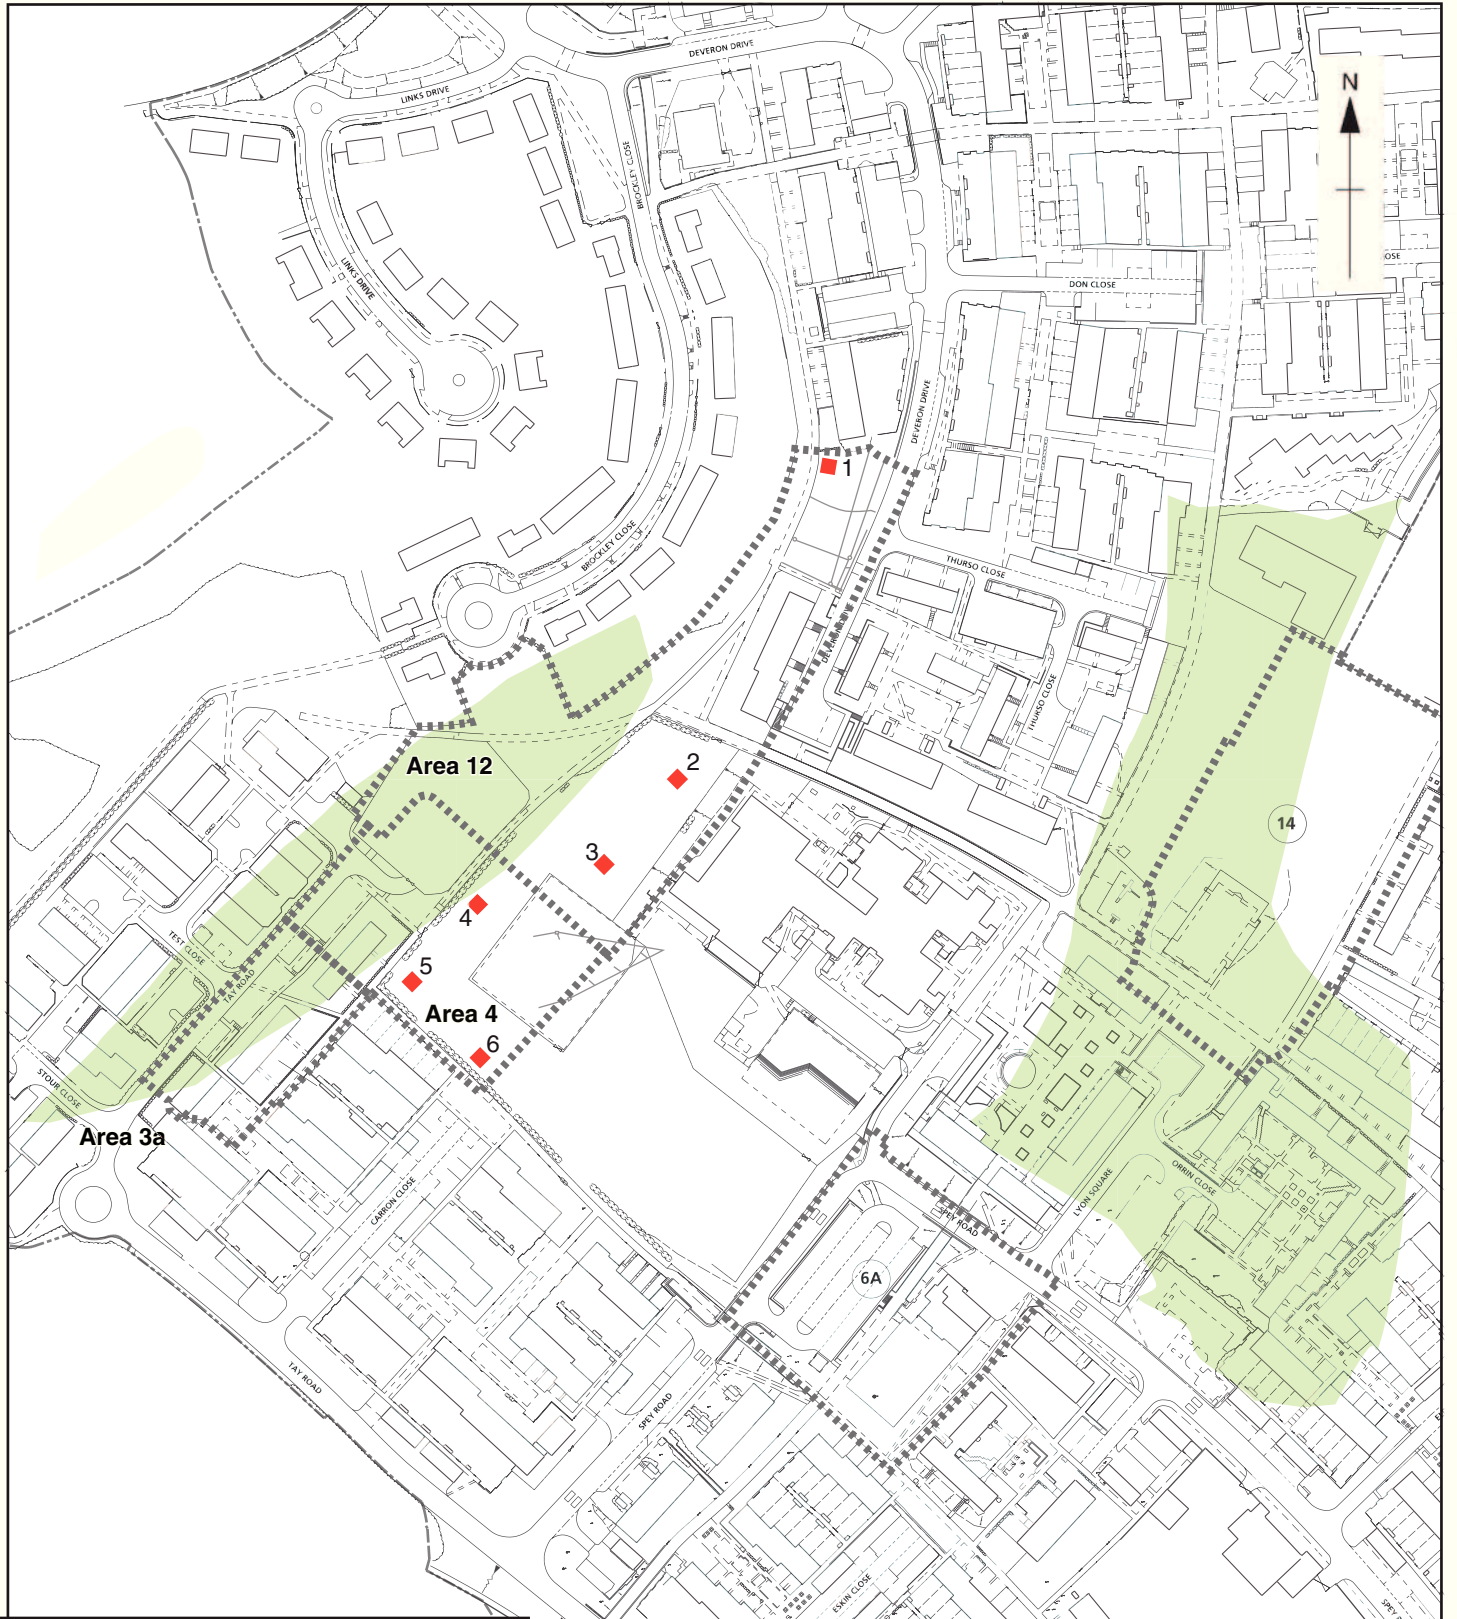 DEVERON DRIVE
LINKS DRIVE
N
BROCKLEY CLOSE
OSE
LINKS DRIVE
DON CLOSE
DEVERON DRIVE
1
BROCKLEY CLOSE
THURSO CLOSE
DEVERON DRIVE
THURSO CLOSE
Area 12
2
14
3
4
TEST CLOSE
5
TAY ROAD
Area 4
6
STOUR CLOSE
Area 3a
ORRIN CLOSE
LYON SQUARE
CARRON CLOSE
SPEY ROAD
6A
TAY ROAD
SPEY ROAD
ESKIN CLOSE
SPEY